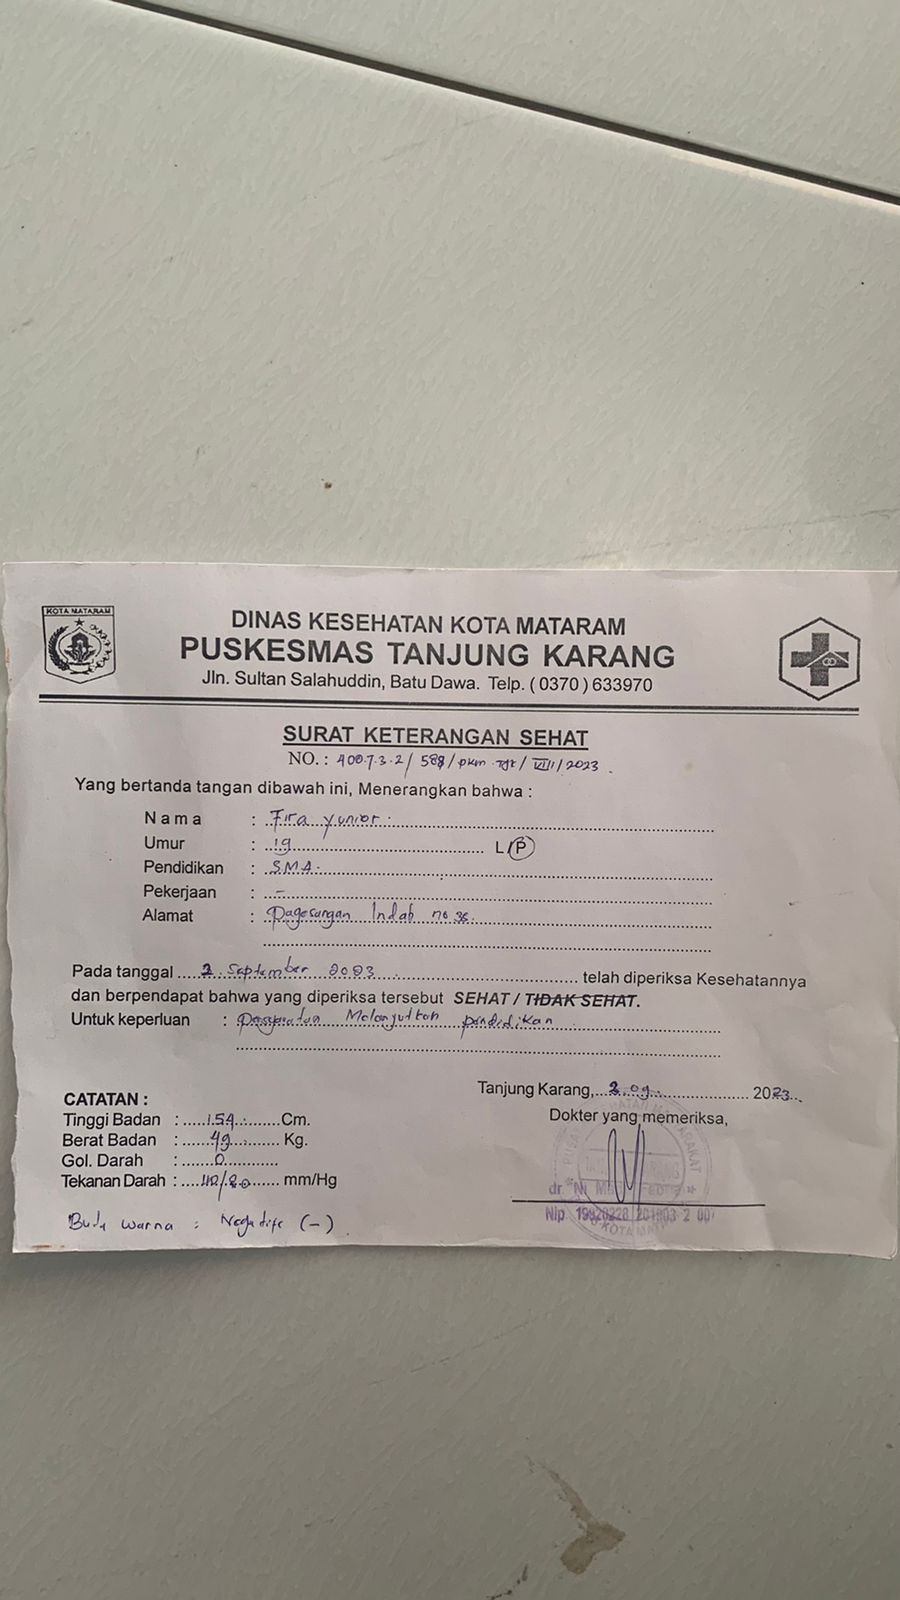 KOTA MATARAM
DINAS KESEHATAN KOTA MATARAM
PUSKESMAS TANJUNG KARANG
Jln. Sultan Salahuddin, Batu Dawa. Telp. (0370) 633970
SURAT KETERANGAN SEHAT
NO. : 400.7.3.2/ 588/pkm.Tjk/VIII/2023.
Yang bertanda tangan dibawah ini, Menerangkan bahwa :
Nama : Fira Yunior.
Umur : 19 L/P
Pendidikan : SMA.
Pekerjaan : -
Alamat : Pagesangan Indah no
Pada tanggal 2 September 2023 telah diperiksa Kesehatannya
dan berpendapat bahwa yang diperiksa tersebut SEHAT / TIDAK SEHAT.
Untuk keperluan : Melanjutkan pendidikan
Tanjung Karang, 2 09 2023
CATATAN :
Dokter yang memeriksa,
Tinggi Badan : 154 Cm.
Berat Badan : 49 Kg.
Gol. Darah : O
Tekanan Darah : 110/80 mm/Hg
dr. Ni
Nip.
Buta warna : Negatife (-)